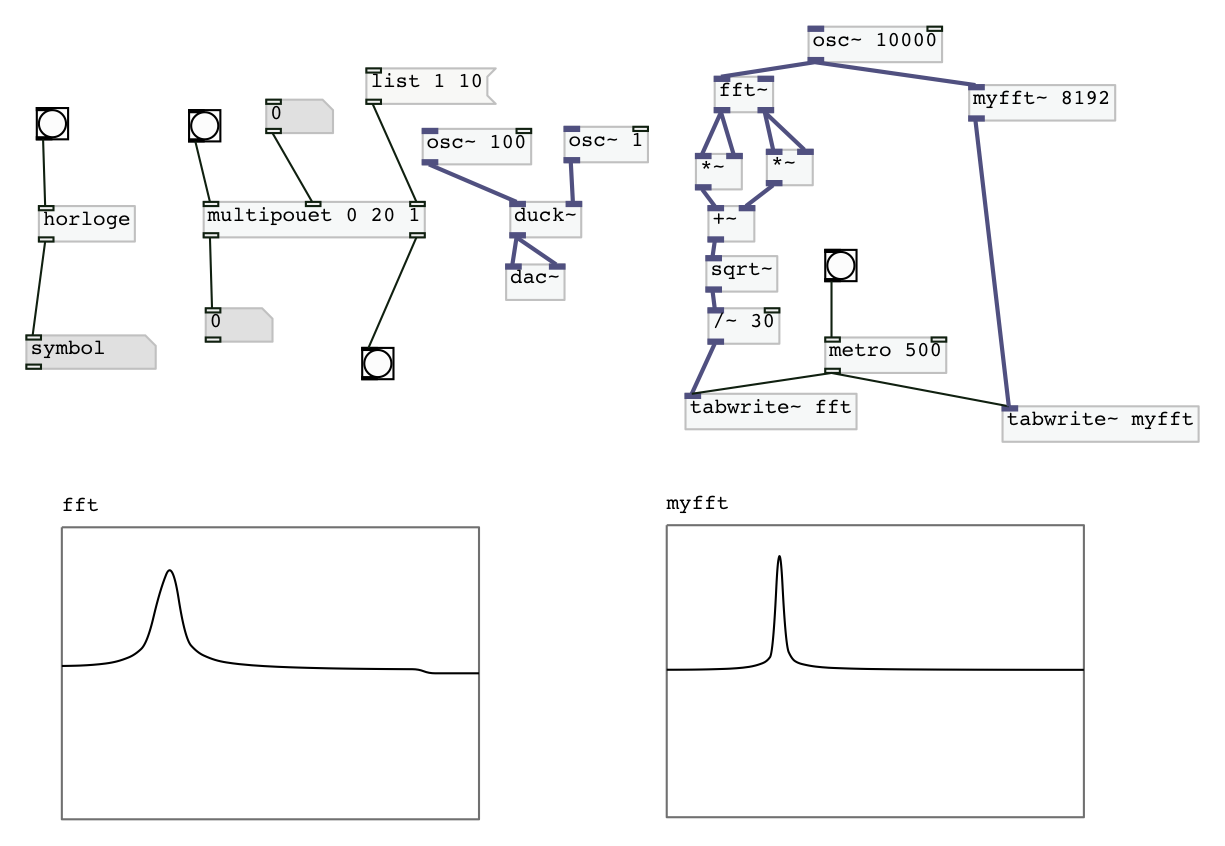 osc~ 10000
list 1 10
fft~
myfft~ 8192
0
osc~ 100
osc~ 1
*~
*~
horloge
multipouet 0 20 1
duck~
+~
dac~
sqrt~
symbol
0
/~ 30
metro 500
tabwrite~ fft
tabwrite~ myfft
fft
myfft